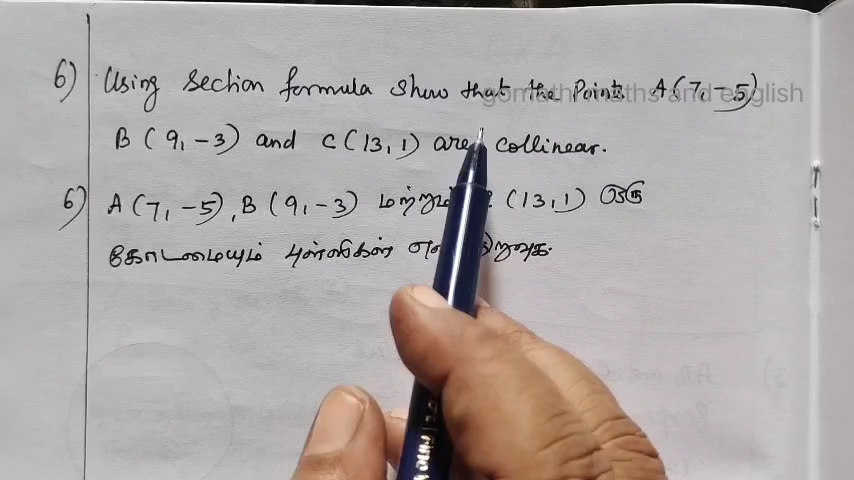 6) Using Section formula Show that the Points A(7, -5)
gomathi maths and english
B (9, -3) and C (13, 1) are collinear.
6) A (7, -5), B (9, -3) மற்றும் (13, 1) ஒரு
கோடமையும் புள்ளிகள் நிறுவுக.